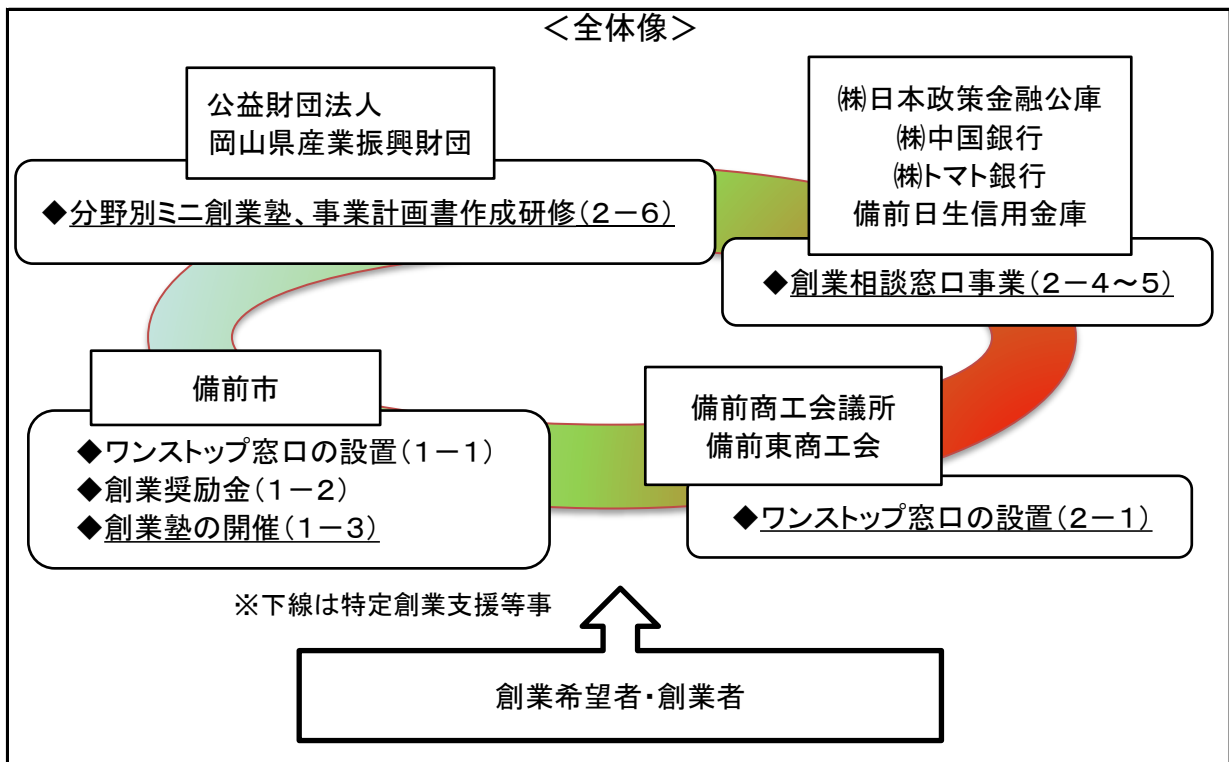 ＜全体像＞
公益財団法人
岡山県産業振興財団
◆分野別ミニ創業塾、事業計画書作成研修(２－６)
㈱日本政策金融公庫
㈱中国銀行
㈱トマト銀行
備前日生信用金庫
◆創業相談窓口事業(２－４～５)
備前市
◆ワンストップ窓口の設置(１－１)
◆創業奨励金(１－２)
◆創業塾の開催(１－３)
備前商工会議所
備前東商工会
◆ワンストップ窓口の設置(２－１)
※下線は特定創業支援等事
創業希望者・創業者